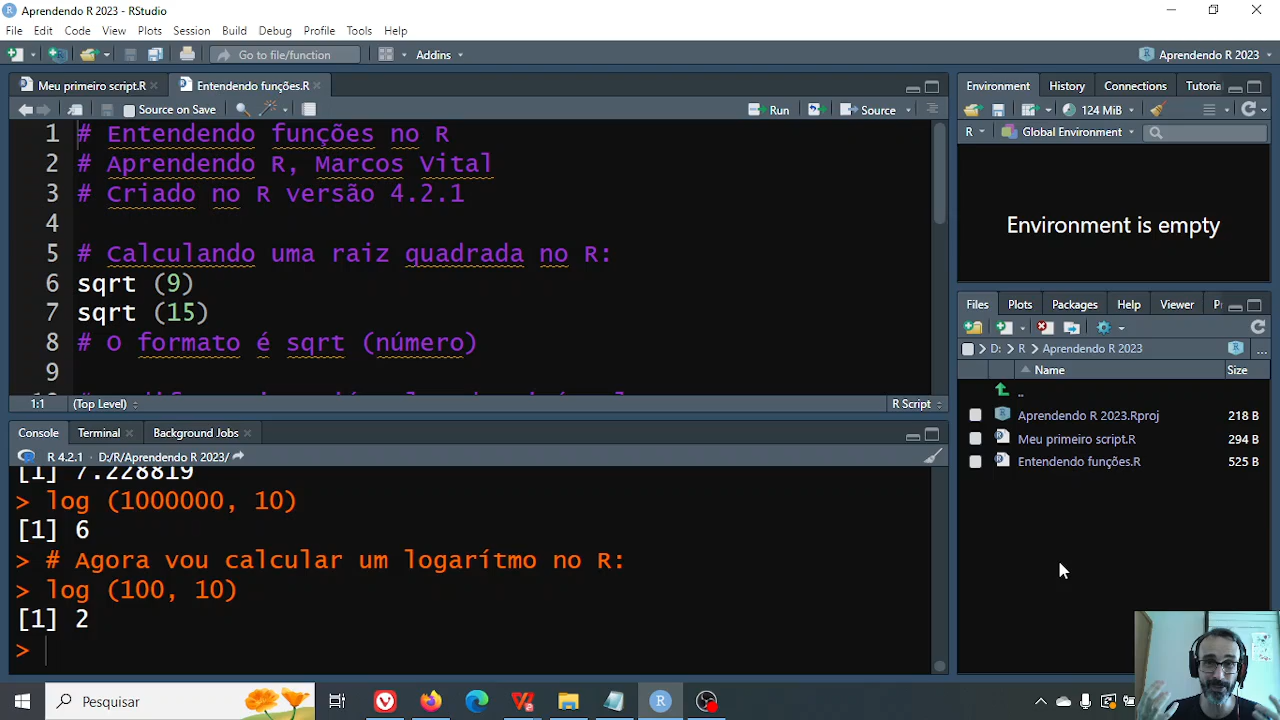 Aprendendo R 2023 - RStudio
File Edit Code View Plots Session Build Debug Profile Tools Help
Go to file/function Addins Aprendendo R 2023
Meu primeiro script.R Entendendo funções.R
Source on Save Run Source
1 # Entendendo funções no R
2 # Aprendendo R, Marcos Vital
3 # Criado no R versão 4.2.1
4
5 # Calculando uma raiz quadrada no R:
6 sqrt (9)
7 sqrt (15)
8 # O formato é sqrt (número)
9
1:1 (Top Level) R Script
Console Terminal Background Jobs
R 4.2.1 · D:/R/Aprendendo R 2023/
[1] 7.228819
> log (1000000, 10)
[1] 6
> # Agora vou calcular um logarítmo no R:
> log (100, 10)
[1] 2
>
Environment History Connections Tutoria
124 MiB
R Global Environment
Environment is empty
Files Plots Packages Help Viewer
D: R Aprendendo R 2023 ...
Name Size
..
Aprendendo R 2023.Rproj 218 B
Meu primeiro script.R 294 B
Entendendo funções.R 525 B
Pesquisar